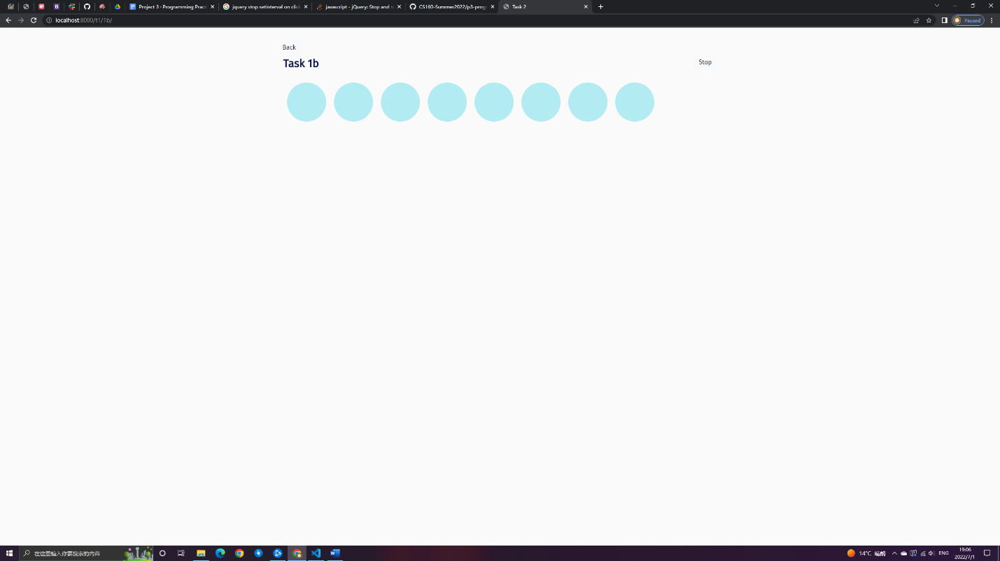 Project 3 - Programming Practi
jquery stop setinterval on click
javascript - jQuery: Stop and s
CS160-Summer2022/p3-progr
Task 2
localhost:8000/t1/1b/
Paused
Back
Task 1b
Stop
在这里输入你要搜索的内容
14°C 晴朗
ENG
19:06
2022/7/1